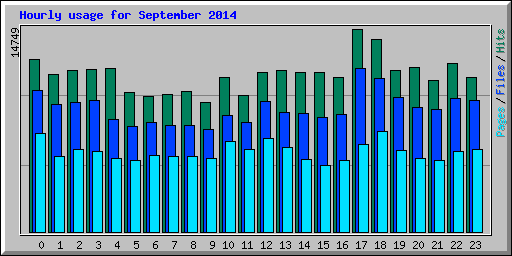 Hourly usage for September 2014
14749
Pages / Files / Hits
0 1 2 3 4 5 6 7 8 9 10 11 12 13 14 15 16 17 18 19 20 21 22 23